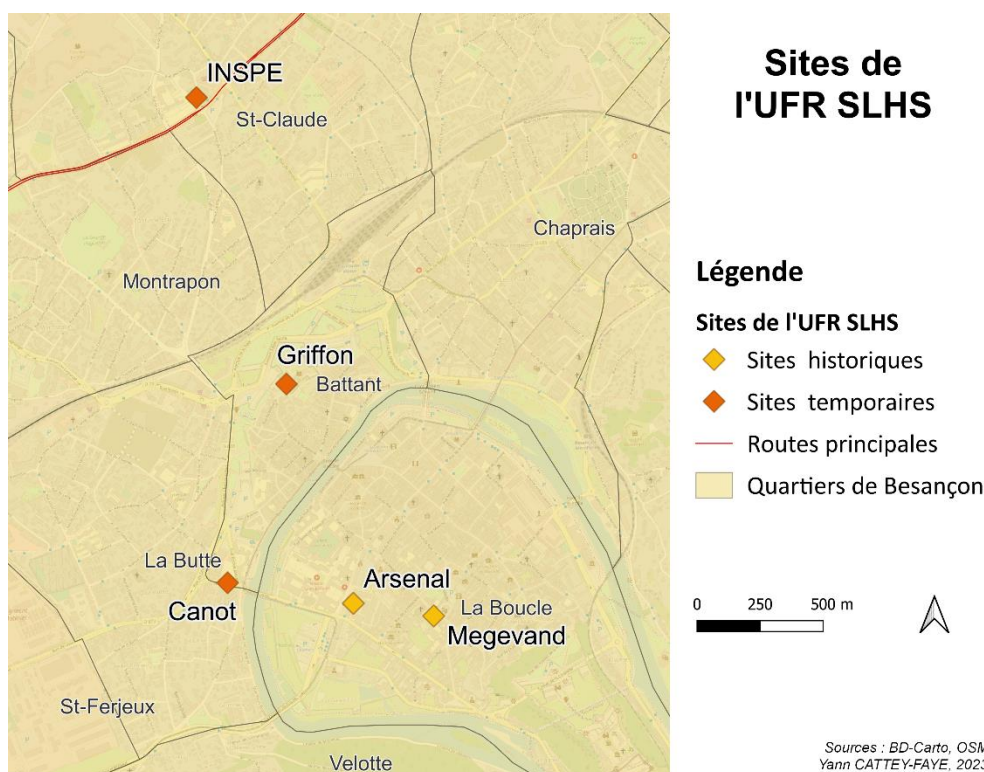 Sites de
l'UFR SLHS
INSPE
St-Claude
Chaprais
Montrapon
Griffon
Battant
La Butte
Canot
Arsenal
La Boucle
Megevand
St-Ferjeux
Velotte
Légende
Sites de l'UFR SLHS
Sites historiques
Sites temporaires
Routes principales
Quartiers de Besançon
0 250 500 m
Sources : BD-Carto, OSM
Yann CATTEY-FAYE, 2023